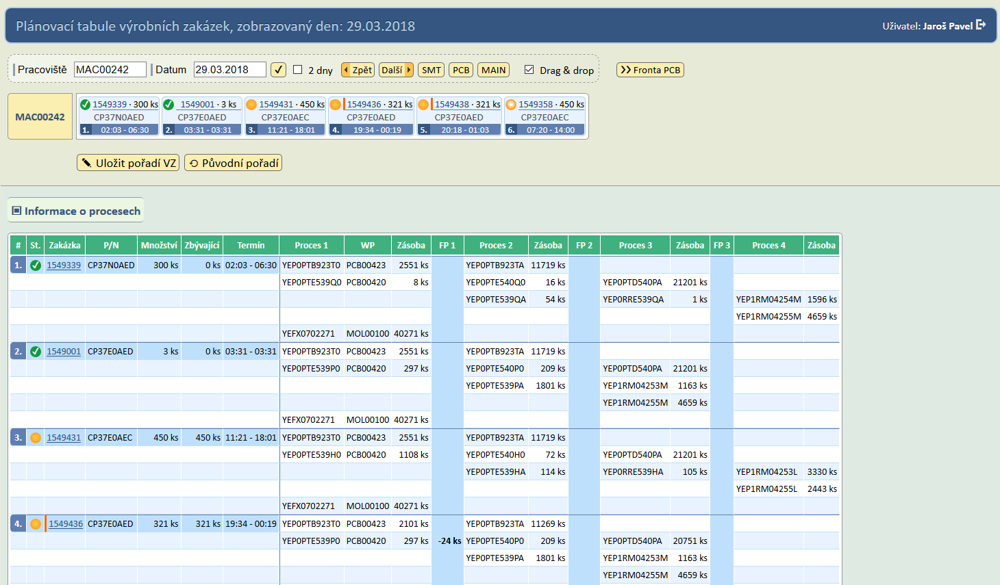 Plánovací tabule výrobních zakázek, zobrazovaný den: 29.03.2018
Uživatel: Jaroš Pavel
Pracoviště MAC00242 Datum 29.03.2018 2 dny Zpět Další SMT PCB MAIN Drag & drop Fronta PCB
MAC00242
1549339 · 300 ks
CP37N0AED
1. 02:03 - 06:30
1549001 · 3 ks
CP37E0AED
2. 03:31 - 03:31
1549431 · 450 ks
CP37E0AEC
3. 11:21 - 18:01
1549436 · 321 ks
CP37E0AED
4. 19:34 - 00:19
1549438 · 321 ks
CP37E0AED
5. 20:18 - 01:03
1549358 · 450 ks
CP37E0AEC
6. 07:20 - 14:00
Uložit pořadí VZ Původní pořadí
Informace o procesech
# St. Zakázka P/N Množství Zbývající Termín Proces 1 WP Zásoba FP 1 Proces 2 Zásoba FP 2 Proces 3 Zásoba FP 3 Proces 4 Zásoba
1. 1549339 CP37N0AED 300 ks 0 ks 02:03 - 06:30 YEP0PTB923T0 PCB00423 2551 ks YEP0PTB923TA 11719 ks
YEP0PTE539Q0 PCB00420 8 ks YEP0PTE540Q0 16 ks YEP0PTD540PA 21201 ks
YEP0PTE539QA 54 ks YEP0RRE539QA 1 ks YEP1RM04254M 1596 ks
YEP1RM04255M 4659 ks
YEFX0702271 MOL00100 40271 ks
2. 1549001 CP37E0AED 3 ks 0 ks 03:31 - 03:31 YEP0PTB923T0 PCB00423 2551 ks YEP0PTB923TA 11719 ks
YEP0PTE539P0 PCB00420 297 ks YEP0PTE540P0 209 ks YEP0PTD540PA 21201 ks
YEP0PTE539PA 1801 ks YEP1RM04253M 1163 ks
YEP1RM04255M 4659 ks
YEFX0702271 MOL00100 40271 ks
3. 1549431 CP37E0AEC 450 ks 450 ks 11:21 - 18:01 YEP0PTB923T0 PCB00423 2551 ks YEP0PTB923TA 11719 ks
YEP0PTE539H0 PCB00420 1108 ks YEP0PTE540H0 72 ks YEP0PTD540PA 21201 ks
YEP0PTE539HA 114 ks YEP0RRE539HA 105 ks YEP1RM04253L 3330 ks
YEP1RM04255L 2443 ks
YEFX0702271 MOL00100 40271 ks
4. 1549436 CP37E0AED 321 ks 321 ks 19:34 - 00:19 YEP0PTB923T0 PCB00423 2101 ks YEP0PTB923TA 11269 ks
YEP0PTE539P0 PCB00420 297 ks -24 ks YEP0PTE540P0 209 ks YEP0PTD540PA 20751 ks
YEP0PTE539PA 1801 ks YEP1RM04253M 1163 ks
YEP1RM04255M 4659 ks